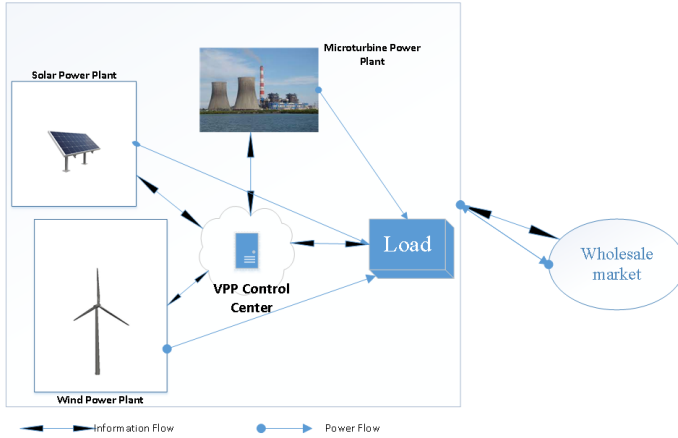 Microturbine Power
Plant
Solar Power Plant
Load
Wholesale
market
VPP Control
Center
Wind Power Plant
Information Flow
Power Flow